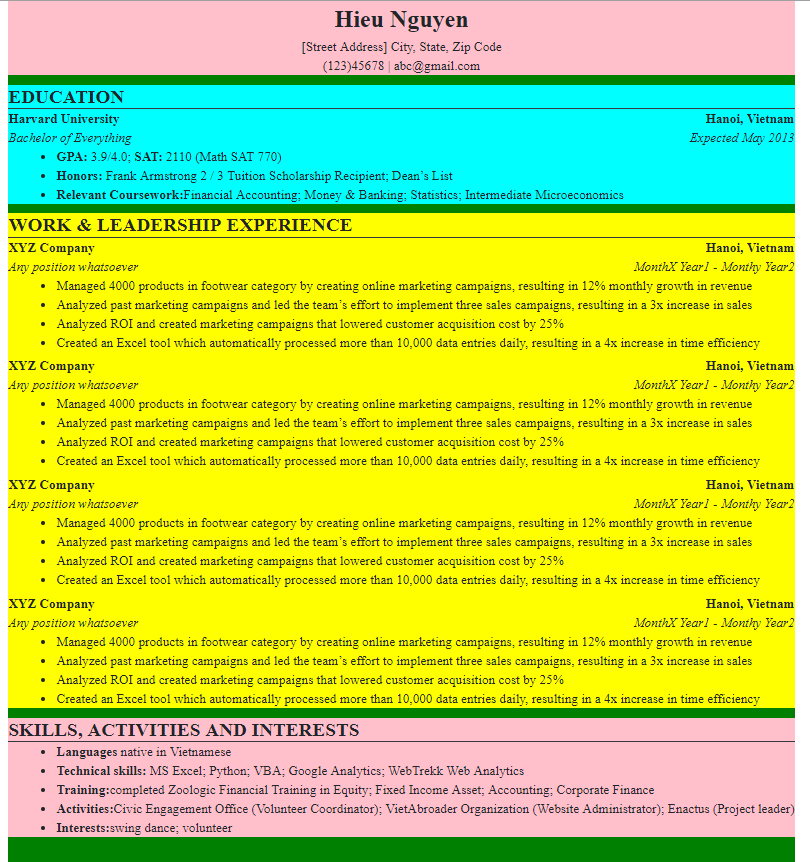 Hieu Nguyen
[Street Address] City, State, Zip Code
(123)45678 | abc@gmail.com
EDUCATION
Harvard University Hanoi, Vietnam
Bachelor of Everything Expected May 2013
• GPA: 3.9/4.0; SAT: 2110 (Math SAT 770)
• Honors: Frank Armstrong 2 / 3 Tuition Scholarship Recipient; Dean’s List
• Relevant Coursework:Financial Accounting; Money & Banking; Statistics; Intermediate Microeconomics
WORK & LEADERSHIP EXPERIENCE
XYZ Company Hanoi, Vietnam
Any position whatsoever MonthX Year1 - Monthy Year2
• Managed 4000 products in footwear category by creating online marketing campaigns, resulting in 12% monthly growth in revenue
• Analyzed past marketing campaigns and led the team’s effort to implement three sales campaigns, resulting in a 3x increase in sales
• Analyzed ROI and created marketing campaigns that lowered customer acquisition cost by 25%
• Created an Excel tool which automatically processed more than 10,000 data entries daily, resulting in a 4x increase in time efficiency
XYZ Company Hanoi, Vietnam
Any position whatsoever MonthX Year1 - Monthy Year2
• Managed 4000 products in footwear category by creating online marketing campaigns, resulting in 12% monthly growth in revenue
• Analyzed past marketing campaigns and led the team’s effort to implement three sales campaigns, resulting in a 3x increase in sales
• Analyzed ROI and created marketing campaigns that lowered customer acquisition cost by 25%
• Created an Excel tool which automatically processed more than 10,000 data entries daily, resulting in a 4x increase in time efficiency
XYZ Company Hanoi, Vietnam
Any position whatsoever MonthX Year1 - Monthy Year2
• Managed 4000 products in footwear category by creating online marketing campaigns, resulting in 12% monthly growth in revenue
• Analyzed past marketing campaigns and led the team’s effort to implement three sales campaigns, resulting in a 3x increase in sales
• Analyzed ROI and created marketing campaigns that lowered customer acquisition cost by 25%
• Created an Excel tool which automatically processed more than 10,000 data entries daily, resulting in a 4x increase in time efficiency
XYZ Company Hanoi, Vietnam
Any position whatsoever MonthX Year1 - Monthy Year2
• Managed 4000 products in footwear category by creating online marketing campaigns, resulting in 12% monthly growth in revenue
• Analyzed past marketing campaigns and led the team’s effort to implement three sales campaigns, resulting in a 3x increase in sales
• Analyzed ROI and created marketing campaigns that lowered customer acquisition cost by 25%
• Created an Excel tool which automatically processed more than 10,000 data entries daily, resulting in a 4x increase in time efficiency
SKILLS, ACTIVITIES AND INTERESTS
• Languages native in Vietnamese
• Technical skills: MS Excel; Python; VBA; Google Analytics; WebTrekk Web Analytics
• Training:completed Zoologic Financial Training in Equity; Fixed Income Asset; Accounting; Corporate Finance
• Activities:Civic Engagement Office (Volunteer Coordinator); VietAbroader Organization (Website Administrator); Enactus (Project leader)
• Interests:swing dance; volunteer